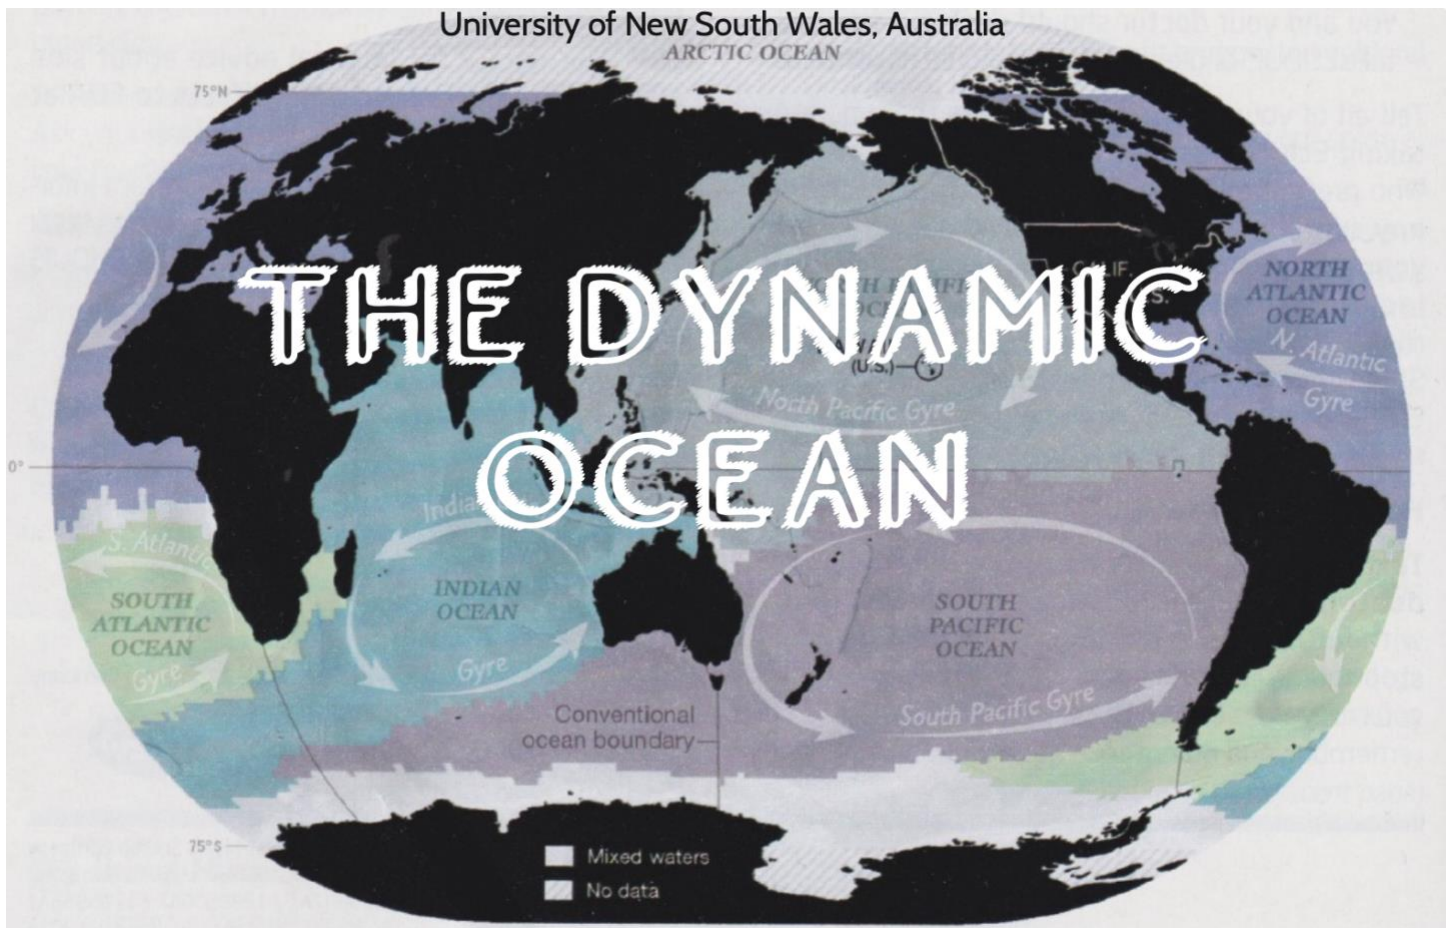 University of New South Wales, Australia
ARCTIC OCEAN
75°N
THE DYNAMIC
OCEAN
CALIF.
(U.S.)
NORTH
ATLANTIC
OCEAN
N. Atlantic
Gyre
North Pacific Gyre
0°
S. Atlantic
SOUTH
ATLANTIC
OCEAN
Gyre
INDIAN
OCEAN
Gyre
SOUTH
PACIFIC
OCEAN
South Pacific Gyre
Conventional
ocean boundary
75°S
Mixed waters
No data